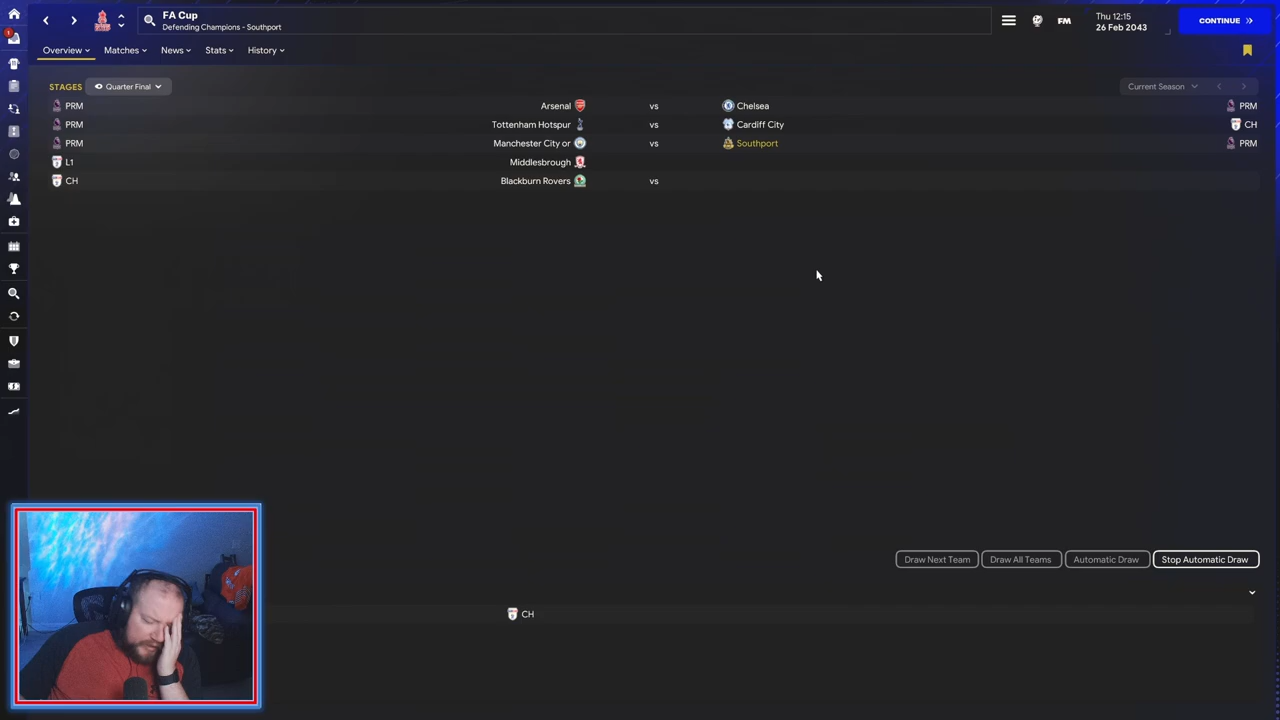 FA Cup
Defending Champions - Southport
FM
Thu 12:15
26 Feb 2043
CONTINUE
1
Overview
Matches
News
Stats
History
STAGES
Quarter Final
Current Season
PRM Arsenal vs Chelsea PRM
PRM Tottenham Hotspur vs Cardiff City CH
PRM Manchester City or vs Southport PRM
L1 Middlesbrough
CH Blackburn Rovers vs
Draw Next Team
Draw All Teams
Automatic Draw
Stop Automatic Draw
CH